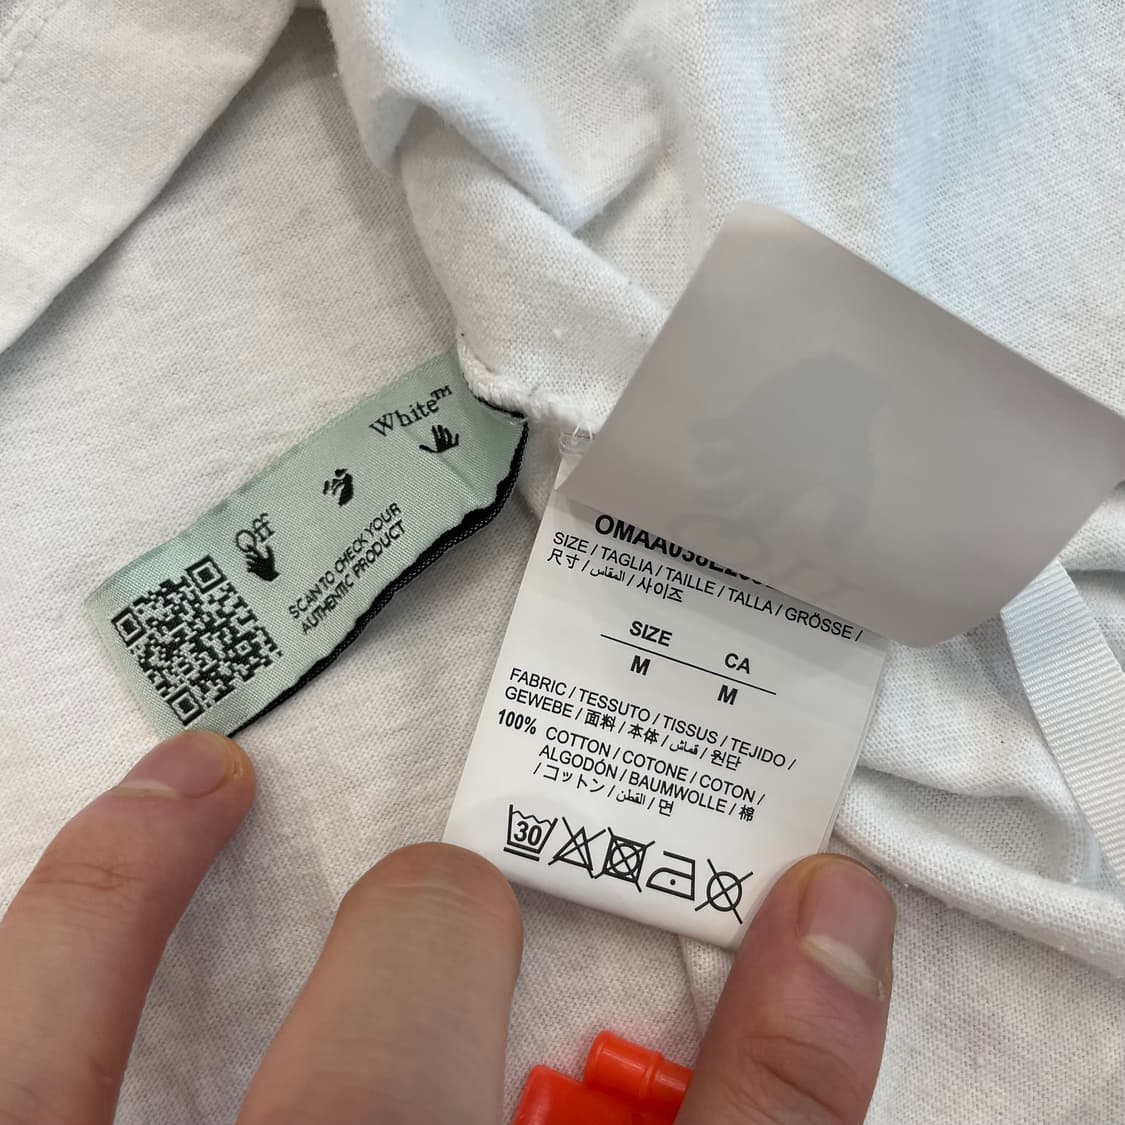 Off
White™
SCAN TO CHECK YOUR
AUTHENTIC PRODUCT
SIZE / TAGLIA / TAILLE / TALLA / GRÖSSE /
尺寸 / المقاس / 사이즈
SIZE CA
M M
FABRIC / TESSUTO / TISSUS / TEJIDO /
GEWEBE / 面料 / 本体 / قماش / 원단
100% COTTON / COTONE / COTON /
ALGODÓN / BAUMWOLLE / 棉
/ コットン / القطن / 면
30